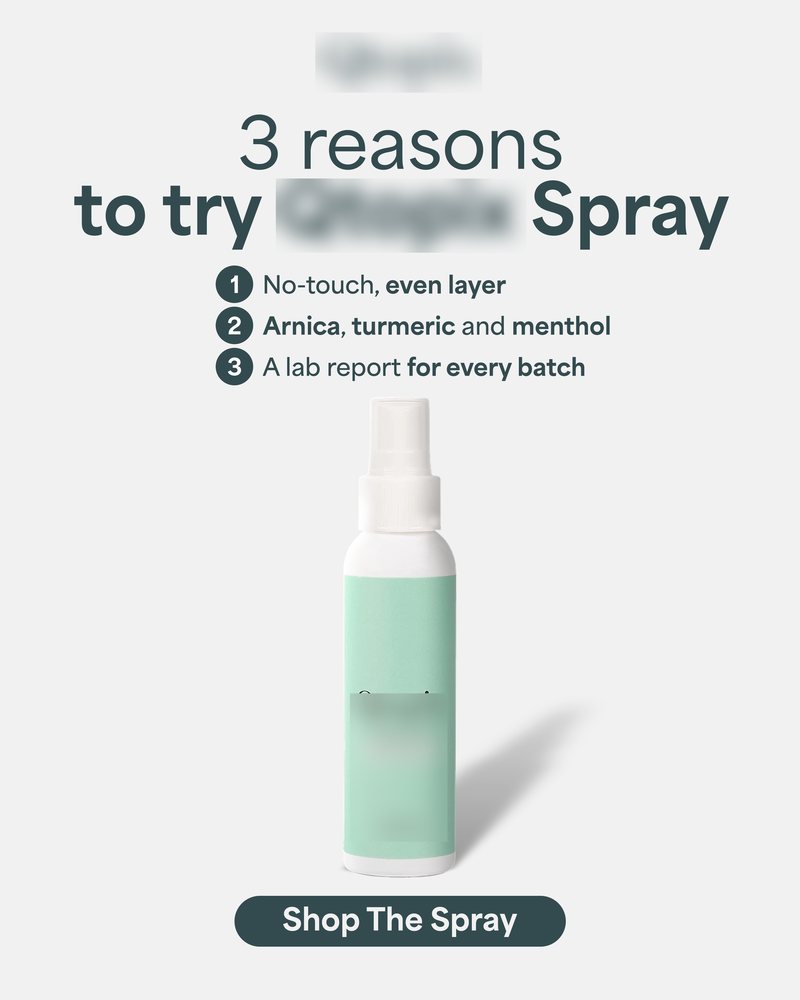 3 reasons
to try Spray
1 No-touch, even layer
2 Arnica, turmeric and menthol
3 A lab report for every batch
Shop The Spray